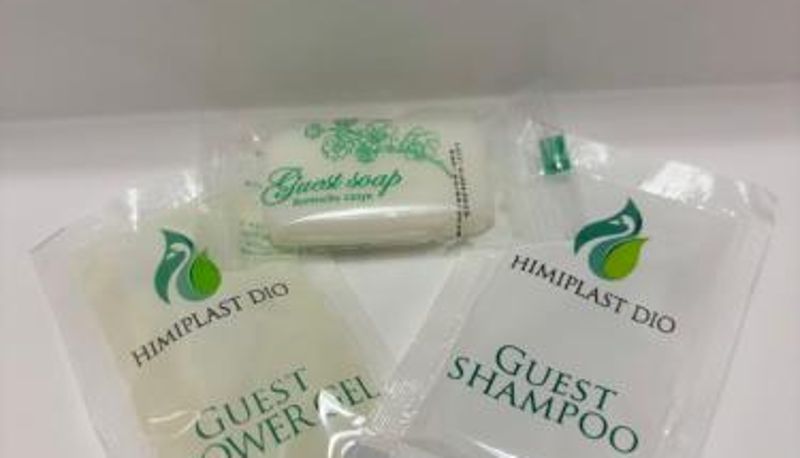 Guest soap
HIMIPLAST DIO
GUEST
OWER GEL
HIMIPLAST DIO
GUEST
SHAMPOO